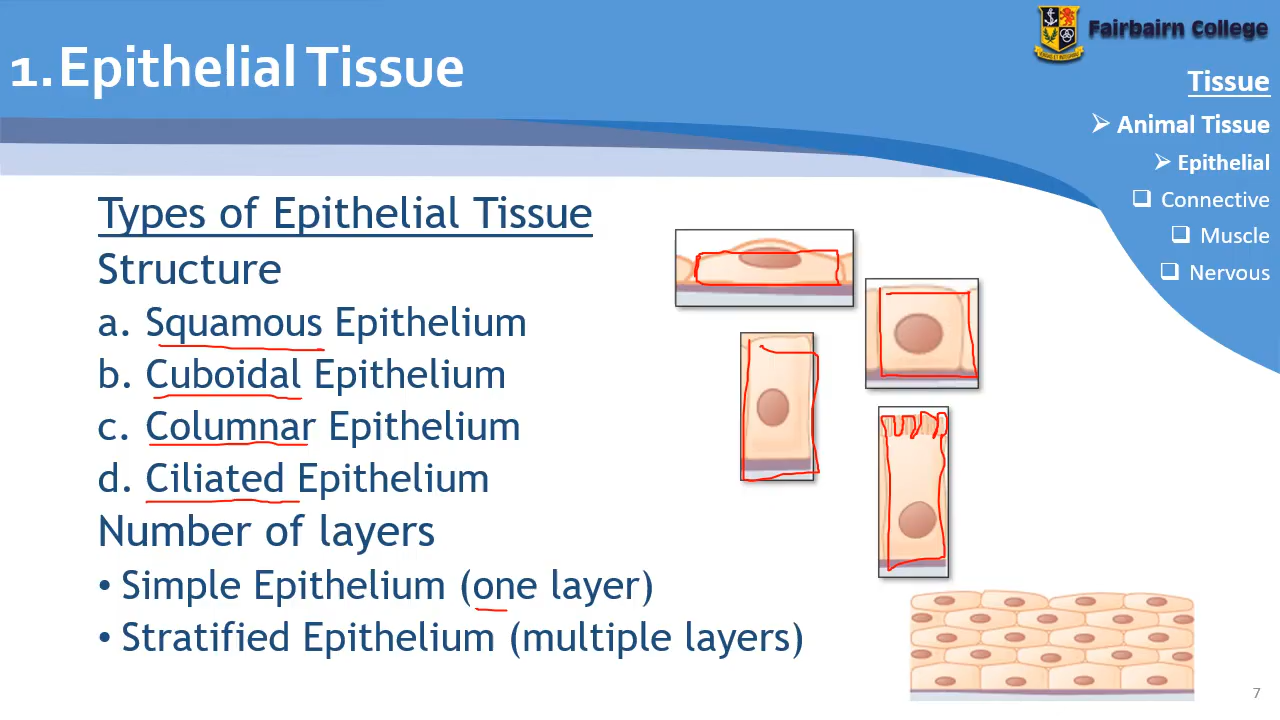 1.Epithelial Tissue
Fairbairn College
Tissue
➢ Animal Tissue
➢ Epithelial
❑ Connective
❑ Muscle
❑ Nervous
Types of Epithelial Tissue
Structure
a. Squamous Epithelium
b. Cuboidal Epithelium
c. Columnar Epithelium
d. Ciliated Epithelium
Number of layers
• Simple Epithelium (one layer)
• Stratified Epithelium (multiple layers)
7